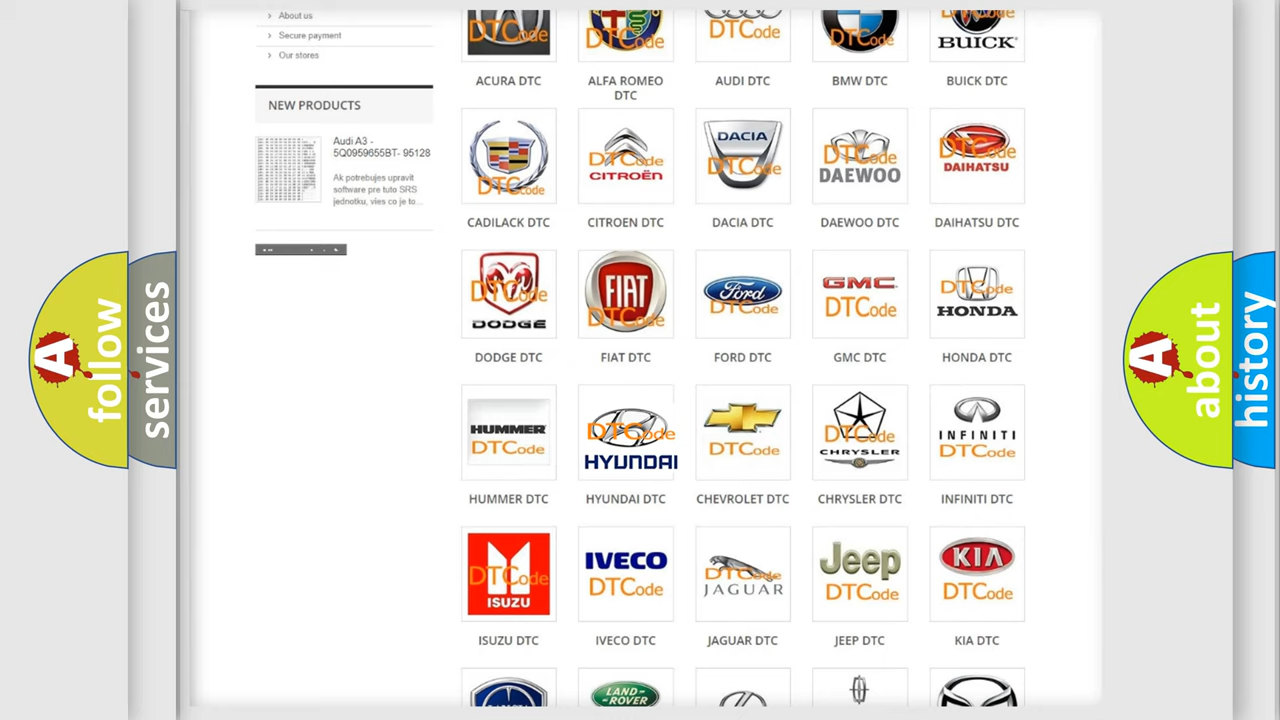 About us
Secure payment
Our stores
NEW PRODUCTS
Audi A3 -
5Q0959655BT- 95128
Ak potrebujes upravit
software pre tuto SRS
jednotku, vies co je to...
DTCode
DTCode
DTCode
DTCode
BUICK
ACURA DTC
ALFA ROMEO
DTC
AUDI DTC
BMW DTC
BUICK DTC
DTCode
DTCode
CITROËN
DACIA
DTCode
DTCode
DAEWOO
DTCode
DAIHATSU
CADILACK DTC
CITROEN DTC
DACIA DTC
DAEWOO DTC
DAIHATSU DTC
DTCode
DODGE
FIAT
DTCode
Ford
DTCode
GMC
DTCode
DTCode
HONDA
DODGE DTC
FIAT DTC
FORD DTC
GMC DTC
HONDA DTC
HUMMER
DTCode
DTCode
HYUNDAI
DTCode
DTCode
CHRYSLER
INFINITI
DTCode
HUMMER DTC
HYUNDAI DTC
CHEVROLET DTC
CHRYSLER DTC
INFINITI DTC
DTCode
ISUZU
IVECO
DTCode
DTCode
JAGUAR
Jeep
DTCode
KIA
DTCode
ISUZU DTC
IVECO DTC
JAGUAR DTC
JEEP DTC
KIA DTC
LAND-
ROVER
A
follow
services
A
about
history